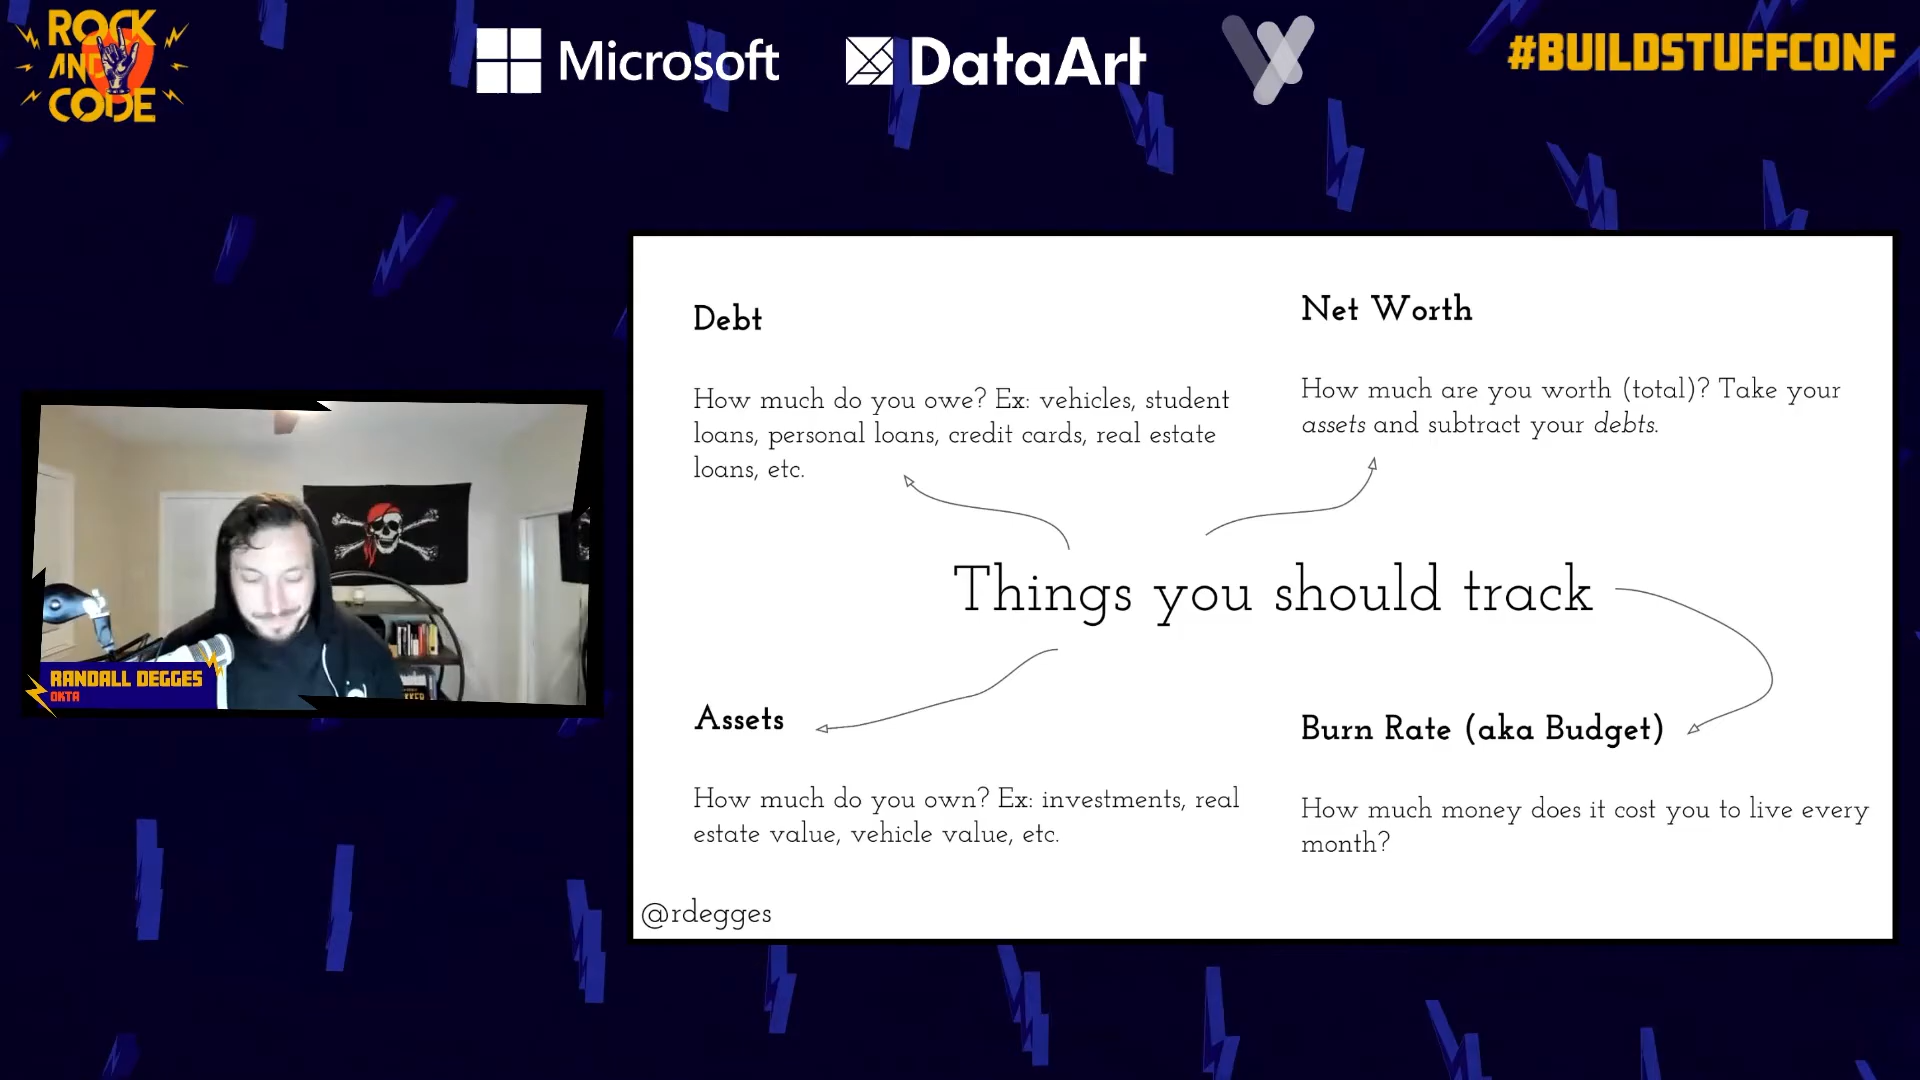 ROCK
AND
CODE
Microsoft
DataArt
#BUILDSTUFFCONF
RANDALL DEGGES
OKTA
Debt
How much do you owe? Ex: vehicles, student
loans, personal loans, credit cards, real estate
loans, etc.
Net Worth
How much are you worth (total)? Take your
assets and subtract your debts.
Things you should track
Assets
How much do you own? Ex: investments, real
estate value, vehicle value, etc.
Burn Rate (aka Budget)
How much money does it cost you to live every
month?
@rdegges